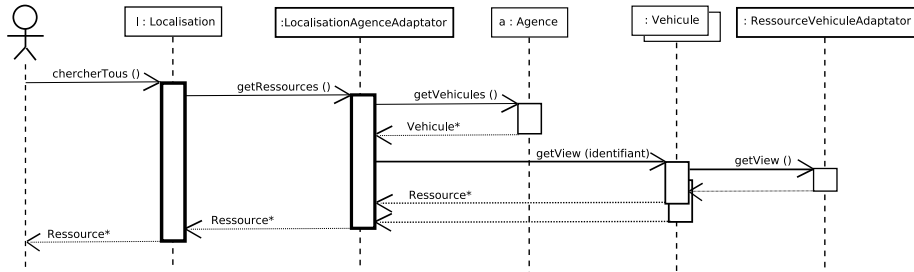 l : Localisation
:LocalisationAgenceAdaptator
a : Agence
: Vehicule
: RessourceVehiculeAdaptator
chercherTous ()
getRessources ()
getVehicules ()
Vehicule*
getView (identifiant)
getView ()
Ressource*
Ressource*
Ressource*